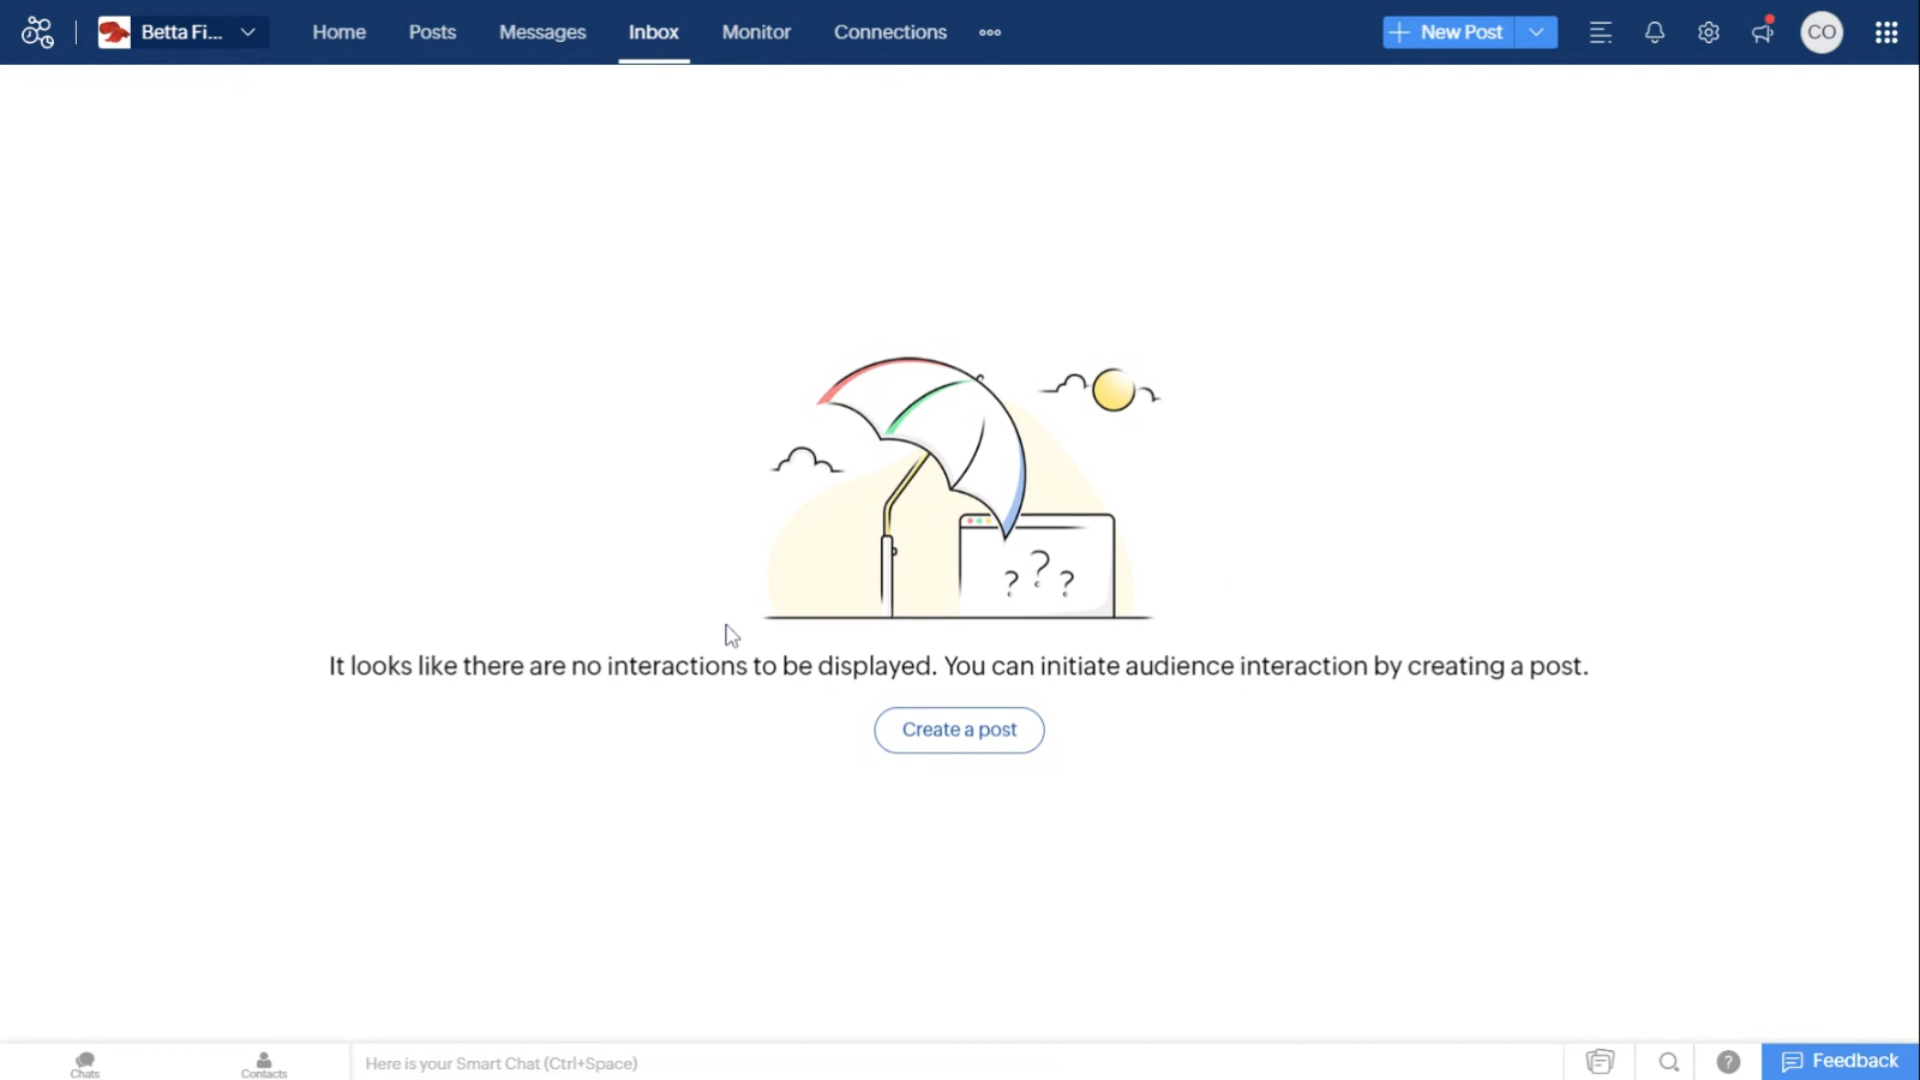 Betta Fi...
Home
Posts
Messages
Inbox
Monitor
Connections
New Post
CO
? ? ?
It looks like there are no interactions to be displayed. You can initiate audience interaction by creating a post.
Create a post
Chats
Contacts
Here is your Smart Chat (Ctrl+Space)
?
Feedback